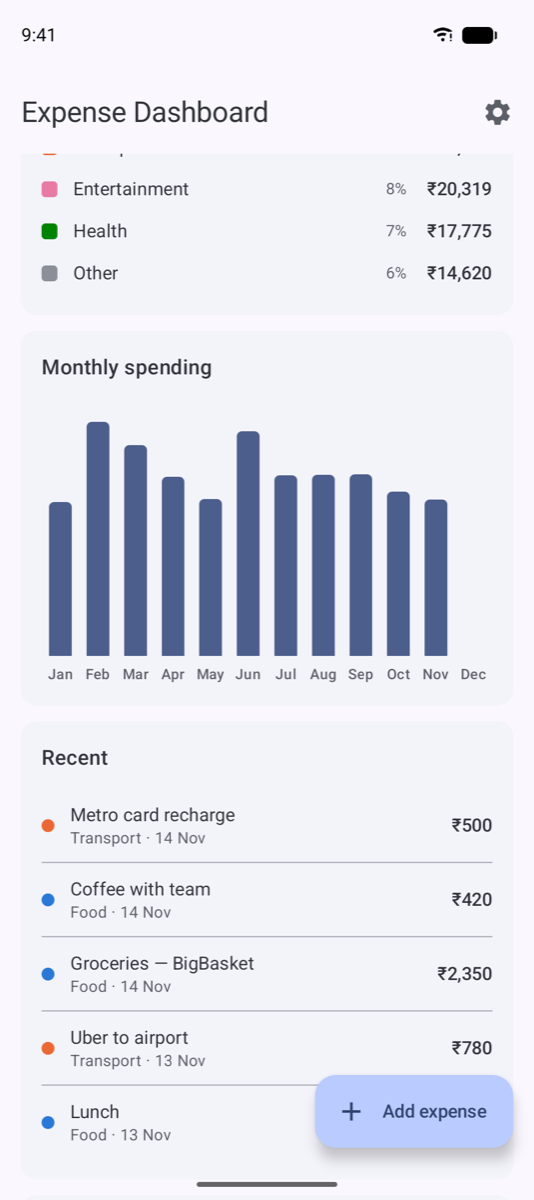 9:41
Expense Dashboard
Entertainment 8% ₹20,319
Health 7% ₹17,775
Other 6% ₹14,620
Monthly spending
Jan Feb Mar Apr May Jun Jul Aug Sep Oct Nov Dec
Recent
Metro card recharge
₹500
Transport · 14 Nov
Coffee with team
₹420
Food · 14 Nov
Groceries — BigBasket
₹2,350
Food · 14 Nov
Uber to airport
₹780
Transport · 13 Nov
Lunch
Food · 13 Nov
Add expense